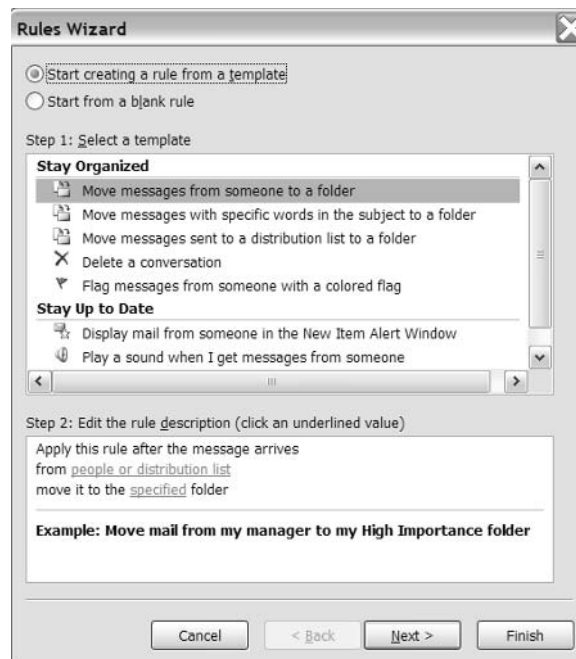 Rules Wizard
Start creating a rule from a template
Start from a blank rule
Step 1: Select a template
Stay Organized
Move messages from someone to a folder
Move messages with specific words in the subject to a folder
Move messages sent to a distribution list to a folder
Delete a conversation
Flag messages from someone with a colored flag
Stay Up to Date
Display mail from someone in the New Item Alert Window
Play a sound when I get messages from someone
Step 2: Edit the rule description (click an underlined value)
Apply this rule after the message arrives
from people or distribution list
move it to the specified folder
Example: Move mail from my manager to my High Importance folder
Cancel < Back Next > Finish